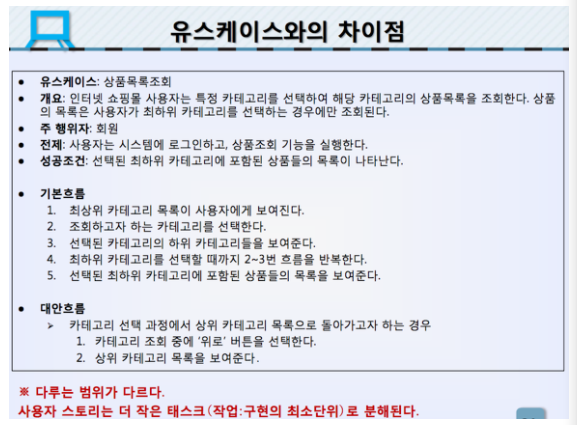 유스케이스와의 차이점
● 유스케이스: 상품목록조회
● 개요: 인터넷 쇼핑몰 사용자는 특정 카테고리를 선택하여 해당 카테고리의 상품목록을 조회한다. 상품
의 목록은 사용자가 최하위 카테고리를 선택하는 경우에만 조회된다.
● 주 행위자: 회원
● 전제: 사용자는 시스템에 로그인하고, 상품조회 기능을 실행한다.
● 성공조건: 선택된 최하위 카테고리에 포함된 상품들의 목록이 나타난다.
● 기본흐름
1. 최상위 카테고리 목록이 사용자에게 보여진다.
2. 조회하고자 하는 카테고리를 선택한다.
3. 선택된 카테고리의 하위 카테고리들을 보여준다.
4. 최하위 카테고리를 선택할 때까지 2~3번 흐름을 반복한다.
5. 선택된 최하위 카테고리에 포함된 상품들의 목록을 보여준다.
● 대안흐름
➢ 카테고리 선택 과정에서 상위 카테고리 목록으로 돌아가고자 하는 경우
1. 카테고리 조회 중에 '위로' 버튼을 선택한다.
2. 상위 카테고리 목록을 보여준다.
※ 다루는 범위가 다르다.
사용자 스토리는 더 작은 태스크(작업:구현의 최소단위)로 분해된다.